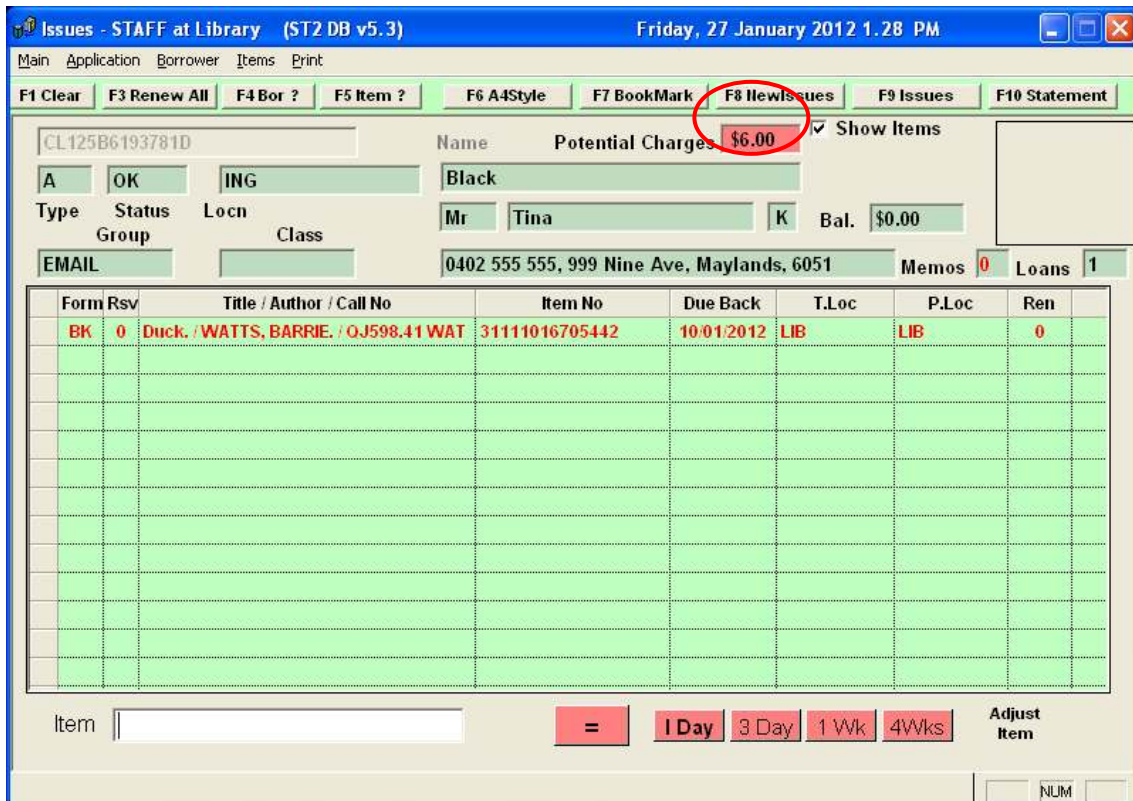 Issues - STAFF at Library (ST2 DB v5.3) Friday, 27 January 2012 1.28 PM
Main Application Borrower Items Print
F1 Clear F3 Renew All F4 Bor ? F5 Item ? F6 A4Style F7 BookMark F8 NewIssues F9 Issues F10 Statement
CL125B6193781D Name Potential Charges $6.00 Show Items
A OK ING Black
Type Status Locn Mr Tina K Bal. $0.00
Group Class
EMAIL 0402 555 555, 999 Nine Ave, Maylands, 6051 Memos 0 Loans 1
Form Rsv Title / Author / Call No Item No Due Back T.Loc P.Loc Ren
BK 0 Duck. / WATTS, BARRIE. / QJ598.41 WAT 31111016705442 10/01/2012 LIB LIB 0
Item = 1 Day 3 Day 1 Wk 4Wks Adjust
Item
NUM